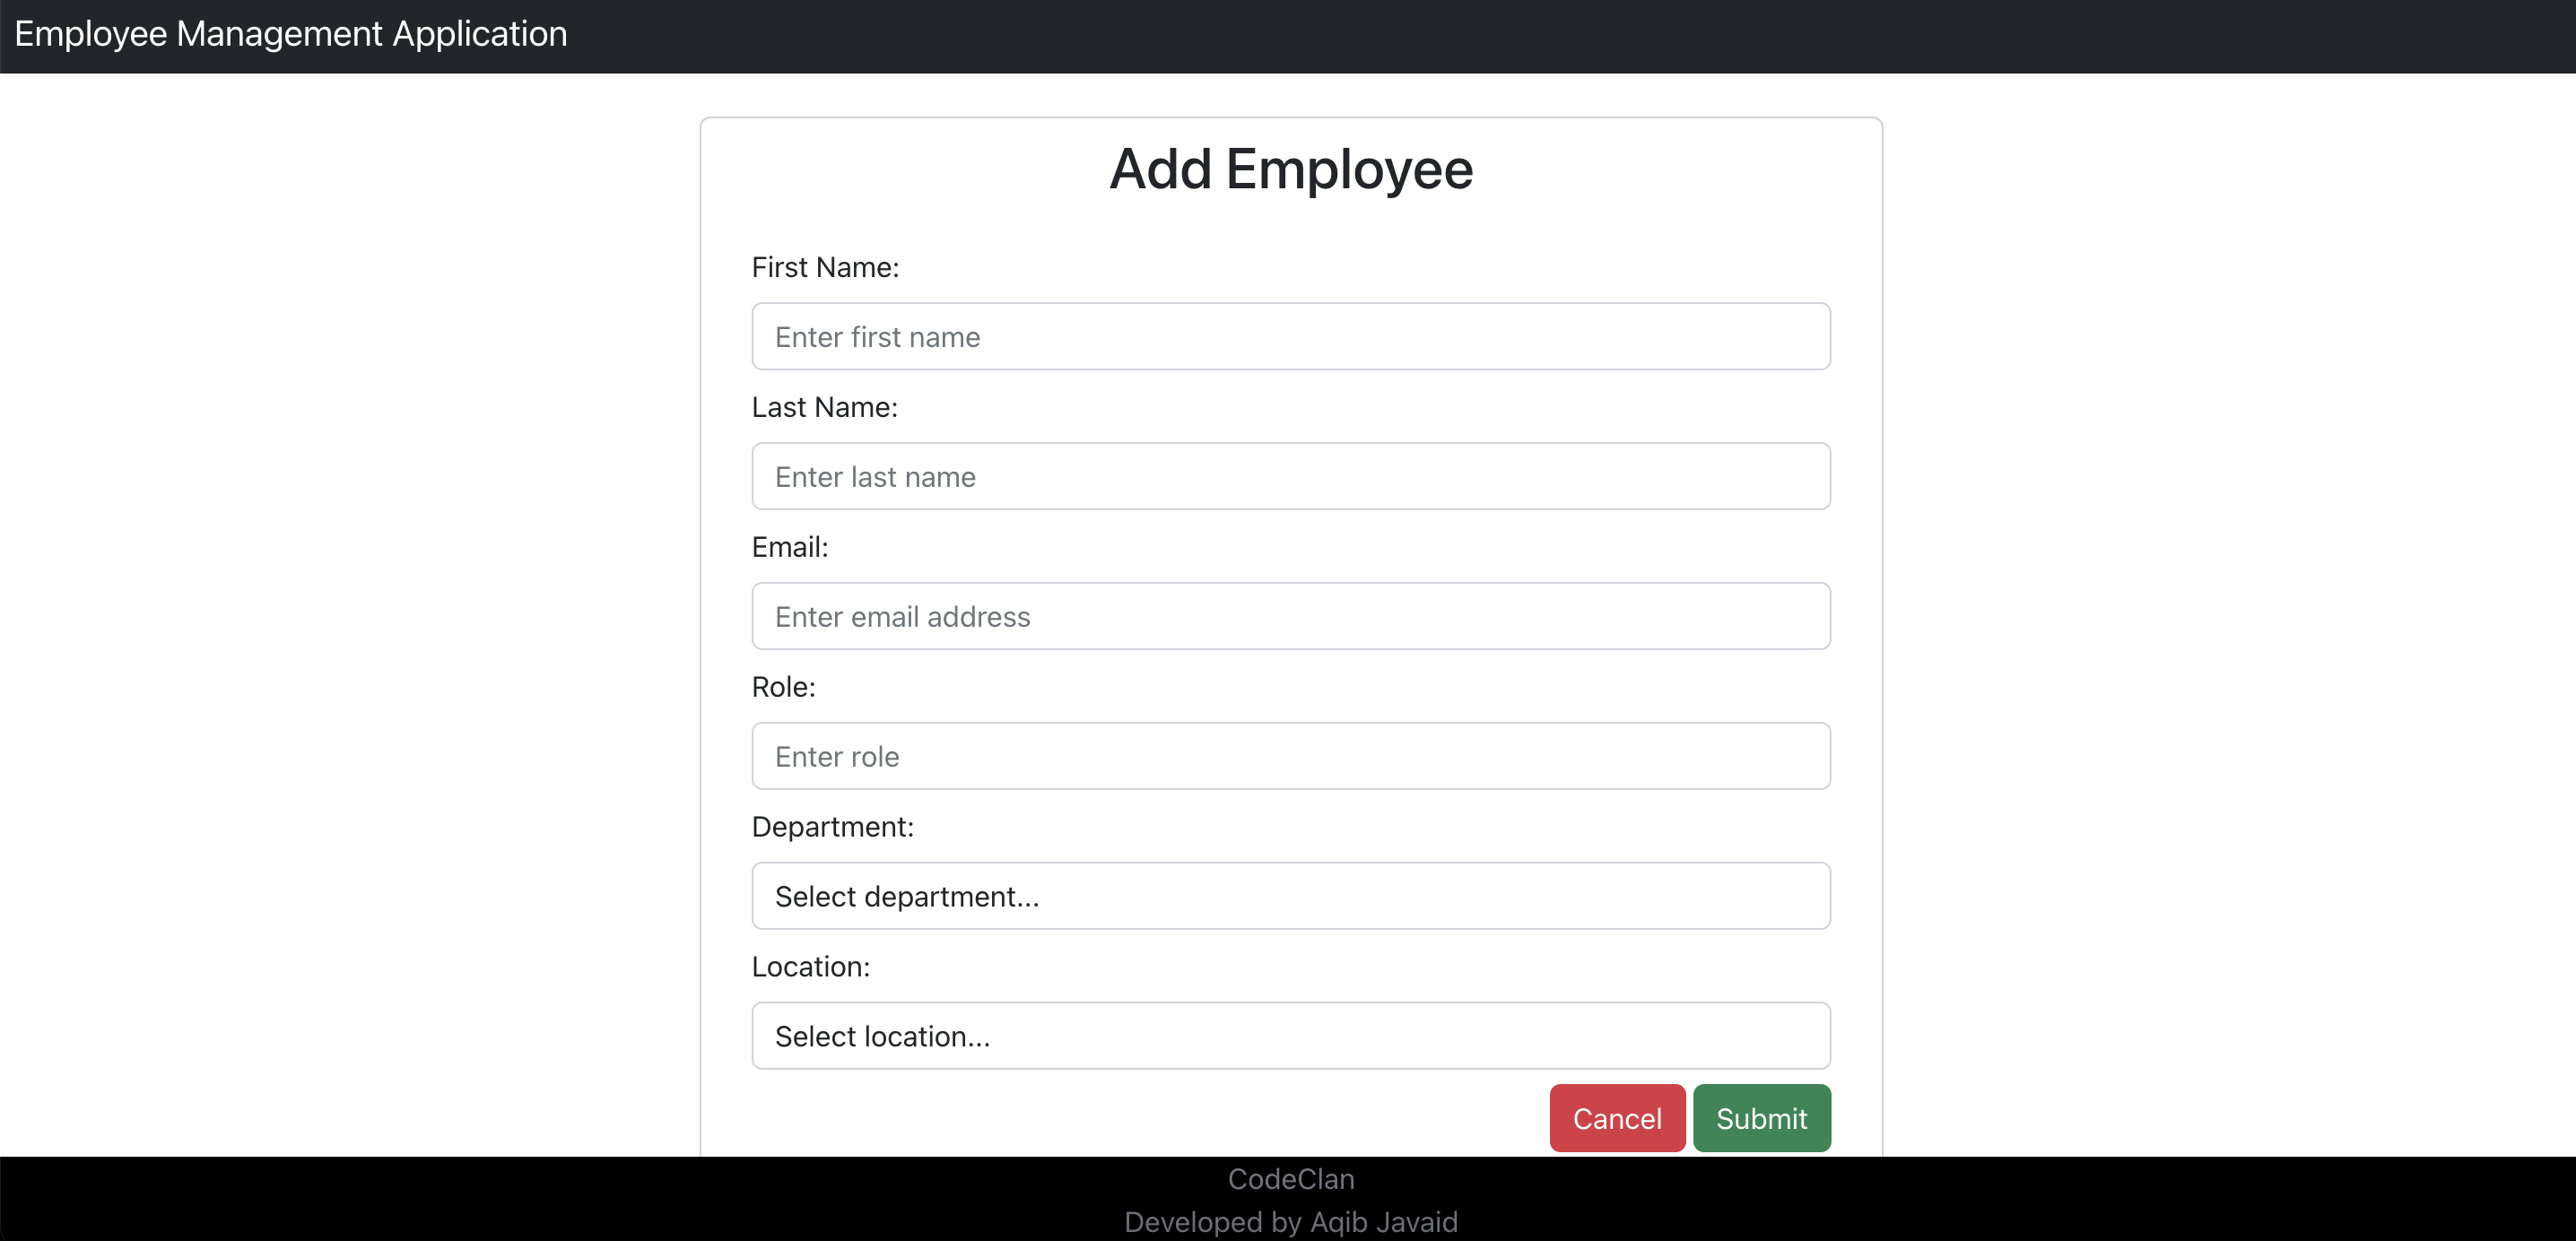 Employee Management Application
Add Employee
First Name:
Enter first name
Last Name:
Enter last name
Email:
Enter email address
Role:
Enter role
Department:
Select department...
Location:
Select location...
Cancel Submit
CodeClan
Developed by Aqib Javaid